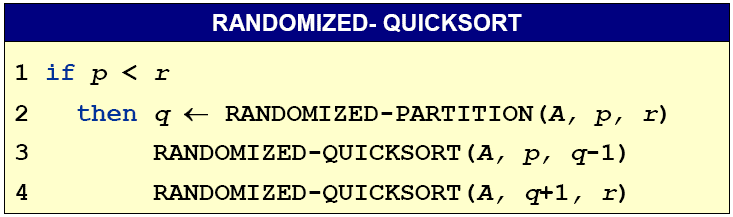 RANDOMIZED- QUICKSORT
1 if p < r
2 then q ← RANDOMIZED-PARTITION(A, p, r)
3 RANDOMIZED-QUICKSORT(A, p, q-1)
4 RANDOMIZED-QUICKSORT(A, q+1, r)